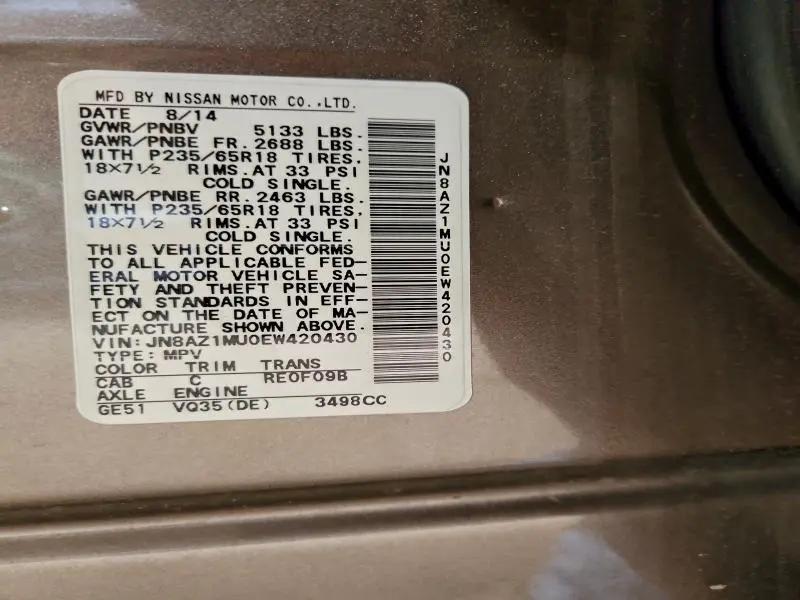 MFD BY NISSAN MOTOR CO.,LTD.
DATE 8/14
GVWR/PNBV 5133 LBS.
GAWR/PNBE FR. 2688 LBS.
WITH P235/65R18 TIRES.
18×7½ RIMS. AT 33 PSI
COLD SINGLE.
GAWR/PNBE RR. 2463 LBS.
WITH P235/65R18 TIRES.
18×7½ RIMS. AT 33 PSI
COLD SINGLE.
THIS VEHICLE CONFORMS
TO ALL APPLICABLE FED-
ERAL MOTOR VEHICLE SA-
FETY AND THEFT PREVEN-
TION STANDARDS IN EFF-
ECT ON THE DATE OF MA-
NUFACTURE SHOWN ABOVE.
VIN: JN8AZ1MU0EW420430
TYPE: MPV
COLOR TRIM TRANS
CAB C RE0F09B
AXLE ENGINE
GE51 VQ35(DE) 3498CC
JN8AZ1MU0EW420430